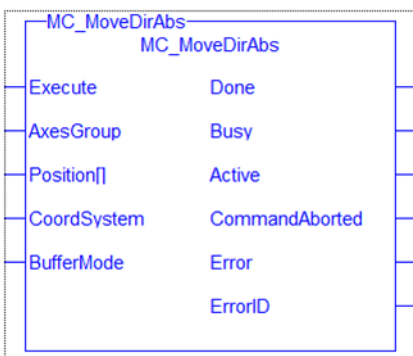 MC_MoveDirAbs
MC_MoveDirAbs
Execute Done
AxesGroup Busy
Position[] Active
CoordSystem CommandAborted
BufferMode Error
ErrorID